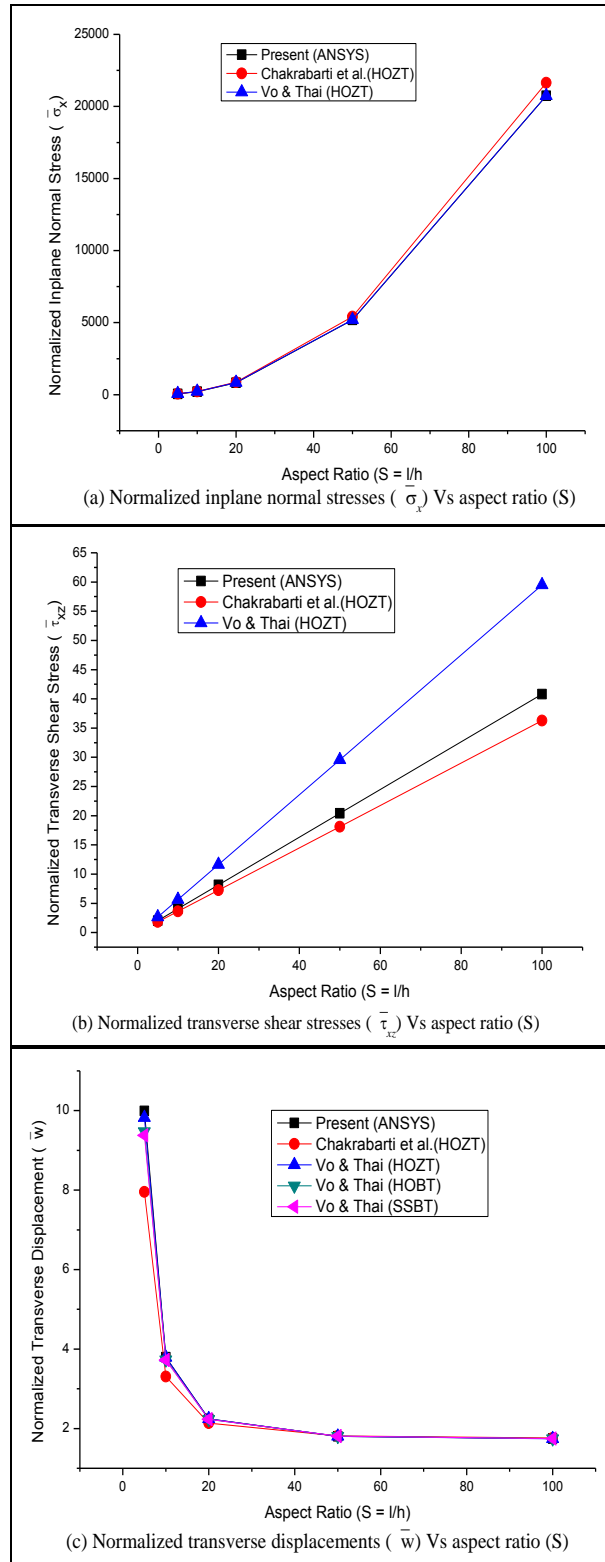 25000
20000
15000
10000
5000
0
Normalized Inplane Normal Stress ( σ̄x)
Present (ANSYS)
Chakrabarti et al.(HOZT)
Vo & Thai (HOZT)
0 20 40 60 80 100
Aspect Ratio (S = l/h
(a) Normalized inplane normal stresses ( σ̄x) Vs aspect ratio (S)
65
60
55
50
45
40
35
30
25
20
15
10
5
0
Normalized Transverse Shear Stress ( τ̄xz)
Present (ANSYS)
Chakrabarti et al.(HOZT)
Vo & Thai (HOZT)
0 20 40 60 80 100
Aspect Ratio (S = l/h
(b) Normalized transverse shear stresses ( τ̄xz) Vs aspect ratio (S)
10
8
6
4
2
Normalized Transverse Displacement ( w̄)
Present (ANSYS)
Chakrabarti et al.(HOZT)
Vo & Thai (HOZT)
Vo & Thai (HOBT)
Vo & Thai (SSBT)
0 20 40 60 80 100
Aspect Ratio (S = l/h)
(c) Normalized transverse displacements ( w̄) Vs aspect ratio (S)